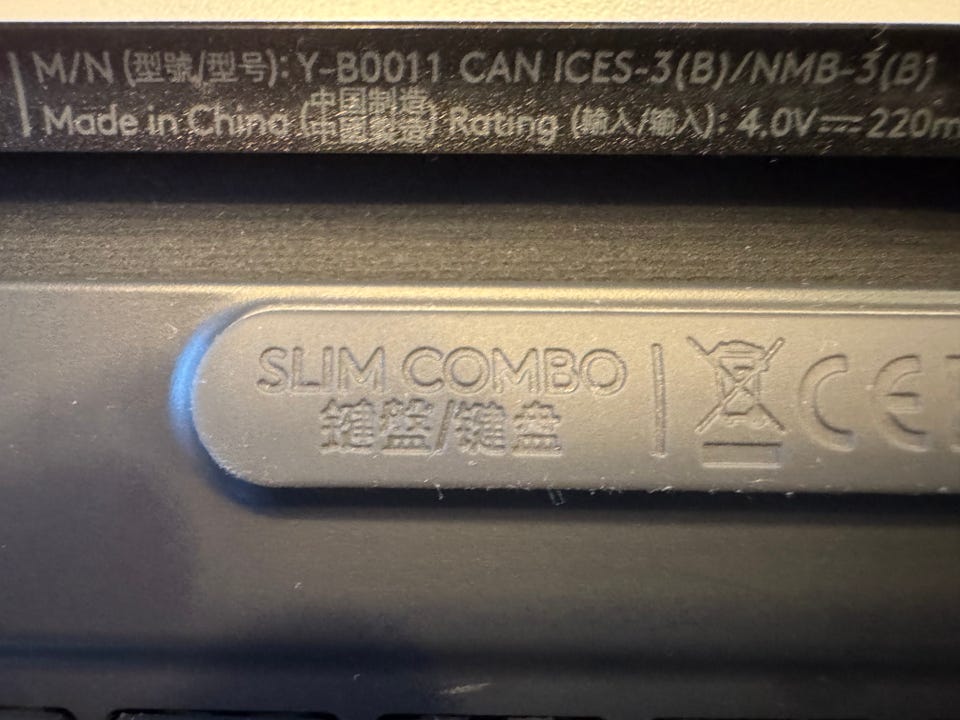 M/N (型號/型号): Y-B0011 CAN ICES-3(B)/NMB-3(B)
Made in China (中国制造 中國製造) Rating (輸入/输入): 4.0V⎓220m
SLIM COMBO
鍵盤/键盘
CE